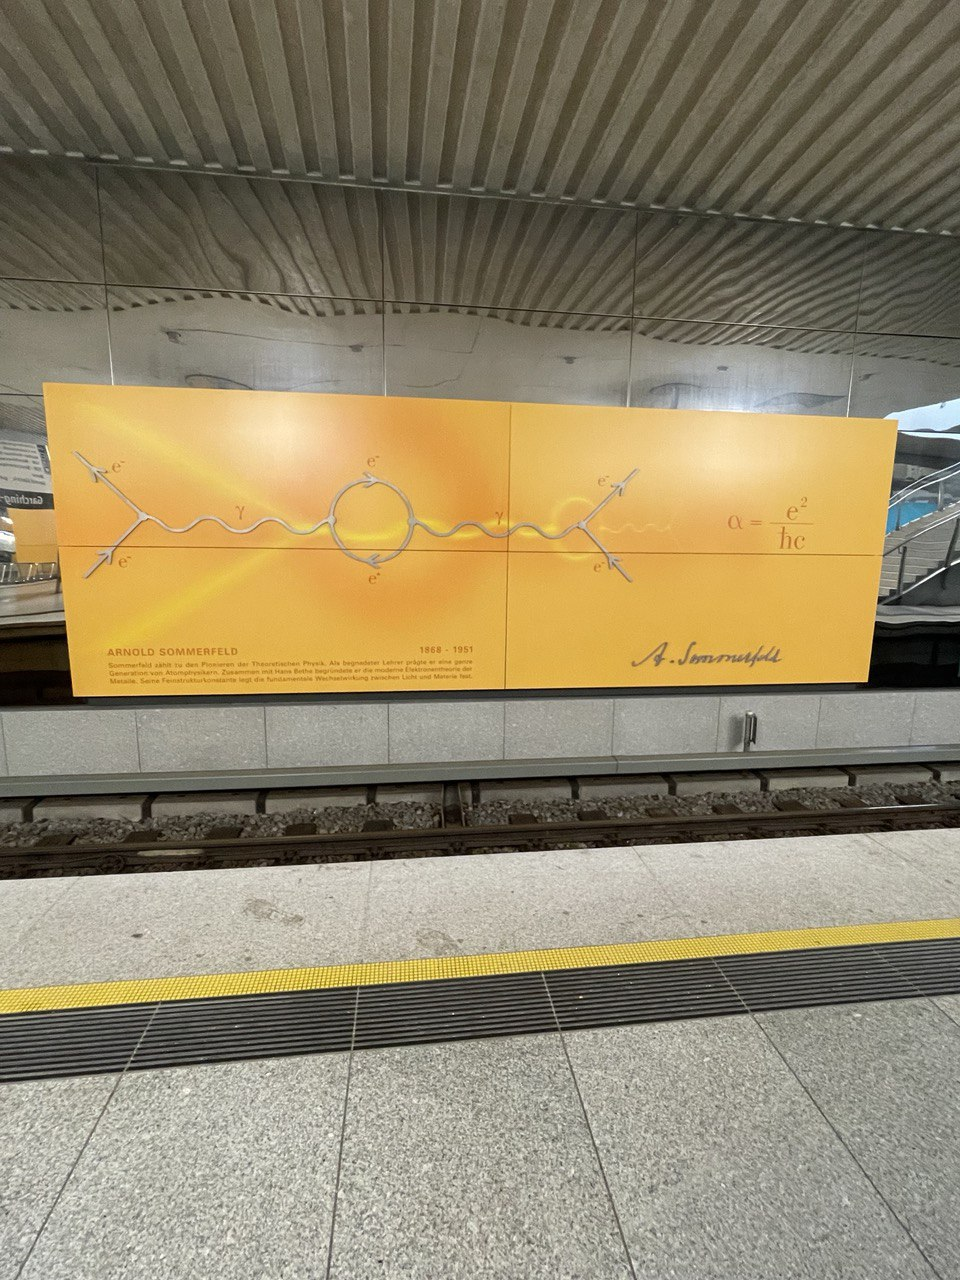 e⁻
e⁻
γ
e⁻
e⁺
γ
e⁻
e⁻
α = e² / ħc
ARNOLD SOMMERFELD 1868 - 1951
Sommerfeld zählt zu den Pionieren der Theoretischen Physik. Als begnadeter Lehrer prägte er eine ganze
Generation von Atomphysikern. Zusammen mit Hans Bethe begründete er die moderne Elektronentheorie der
Metalle. Seine Feinstrukturkonstante legt die fundamentale Wechselwirkung zwischen Licht und Materie fest.
A. Sommerfeld
Garching-